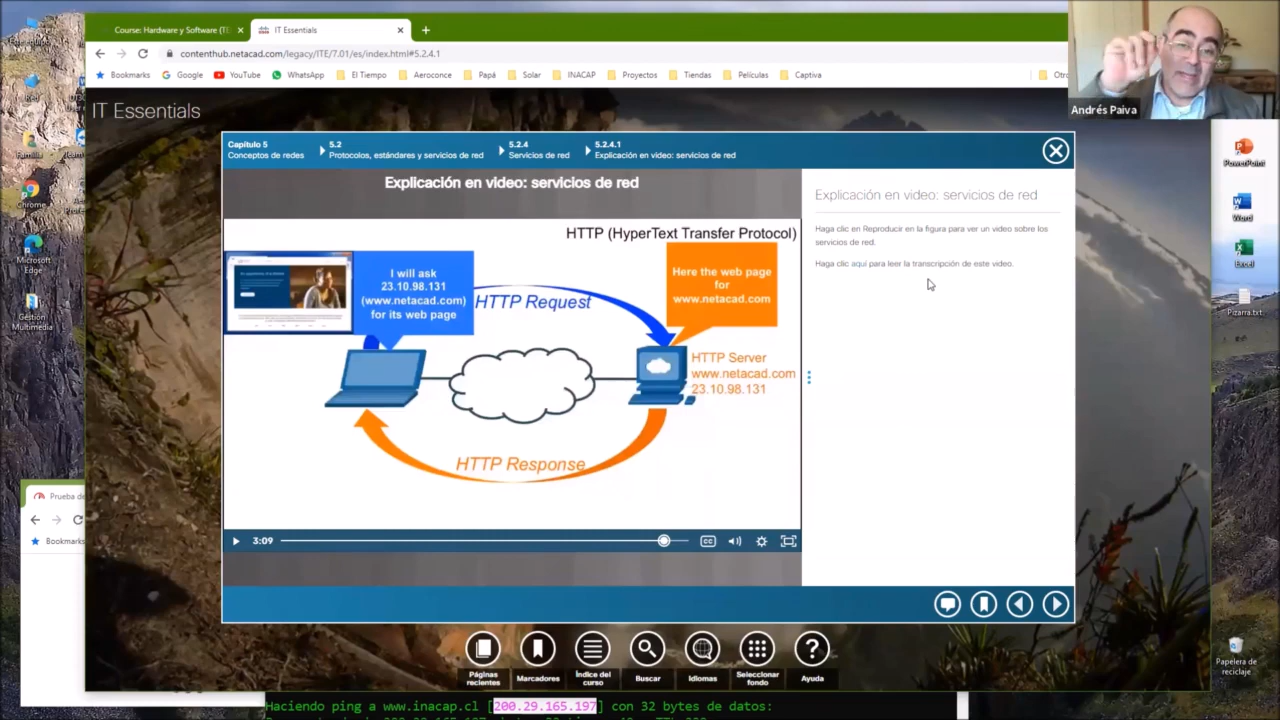 Course: Hardware y Software (TI
IT Essentials
contenthub.netacad.com/legacy/ITE/7.01/es/index.html#5.2.4.1
Bookmarks
Google
YouTube
WhatsApp
El Tiempo
Aeroconce
Papá
Solar
INACAP
Proyectos
Tiendas
Películas
Captiva
Otro
Andrés Paiva
IT Essentials
Capítulo 5
Conceptos de redes
5.2
Protocolos, estándares y servicios de red
5.2.4
Servicios de red
5.2.4.1
Explicación en video: servicios de red
Explicación en video: servicios de red
HTTP (HyperText Transfer Protocol)
I will ask
23.10.98.131
(www.netacad.com)
for its web page
HTTP Request
Here the web page
for
www.netacad.com
HTTP Server
www.netacad.com
23.10.98.131
HTTP Response
3:09
CC
Explicación en video: servicios de red
Haga clic en Reproducir en la figura para ver un video sobre los
servicios de red.
Haga clic aquí para leer la transcripción de este video.
Páginas
recientes
Marcadores
Índice del
curso
Buscar
Idiomas
Seleccionar
fondo
Ayuda
Red
Familia
Chrome
Microsoft
Edge
Gestión
Multimedia
Prueba de
Bookmarks
PowerPoint
Word
Excel
Pizarra.txt
Papelera de
reciclaje
Haciendo ping a www.inacap.cl [200.29.165.197] con 32 bytes de datos: